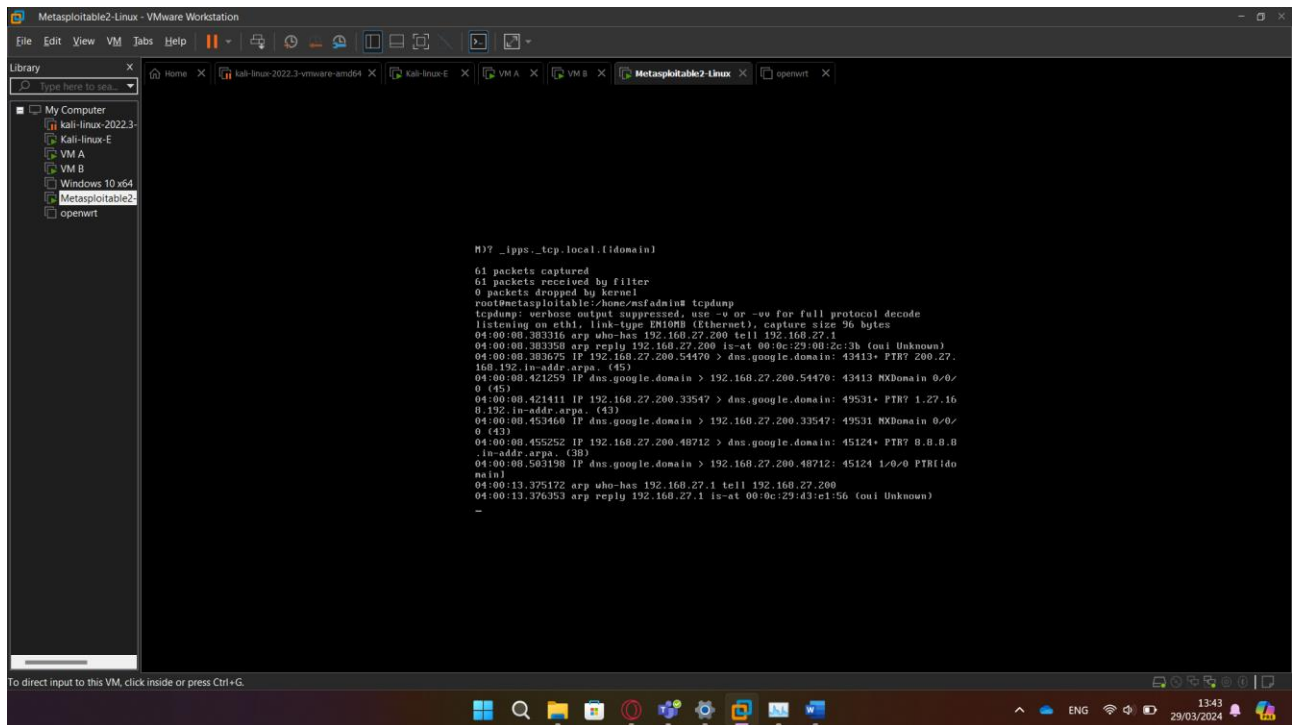 Metasploitable2-Linux - VMware Workstation
File Edit View VM Tabs Help
Library
Type here to sea...
Home kali-linux-2022.3-vmware-amd64 Kali-linux-E VM A VM B Metasploitable2-Linux openwrt
My Computer
kali-linux-2022.3-
Kali-linux-E
VM A
VM B
Windows 10 x64
Metasploitable2-
openwrt
M)? _ipps._tcp.local.[|domain]
61 packets captured
61 packets received by filter
0 packets dropped by kernel
root@metasploitable:/home/msfadmin# tcpdump
tcpdump: verbose output suppressed, use -v or -vv for full protocol decode
listening on eth1, link-type EN10MB (Ethernet), capture size 96 bytes
04:00:08.383316 arp who-has 192.168.27.200 tell 192.168.27.1
04:00:08.383358 arp reply 192.168.27.200 is-at 00:0c:29:08:2c:3b (oui Unknown)
04:00:08.383675 IP 192.168.27.200.54470 > dns.google.domain: 43413+ PTR? 200.27.
168.192.in-addr.arpa. (45)
04:00:08.421259 IP dns.google.domain > 192.168.27.200.54470: 43413 NXDomain 0/0/
0 (45)
04:00:08.421411 IP 192.168.27.200.33547 > dns.google.domain: 49531+ PTR? 1.27.16
8.192.in-addr.arpa. (43)
04:00:08.453460 IP dns.google.domain > 192.168.27.200.33547: 49531 NXDomain 0/0/
0 (43)
04:00:08.455252 IP 192.168.27.200.48712 > dns.google.domain: 45124+ PTR? 8.8.8.8
.in-addr.arpa. (38)
04:00:08.503198 IP dns.google.domain > 192.168.27.200.48712: 45124 1/0/0 PTR[|do
main]
04:00:13.375172 arp who-has 192.168.27.1 tell 192.168.27.200
04:00:13.376353 arp reply 192.168.27.1 is-at 00:0c:29:d3:e1:56 (oui Unknown)
To direct input to this VM, click inside or press Ctrl+G.
ENG
13:43
29/03/2024